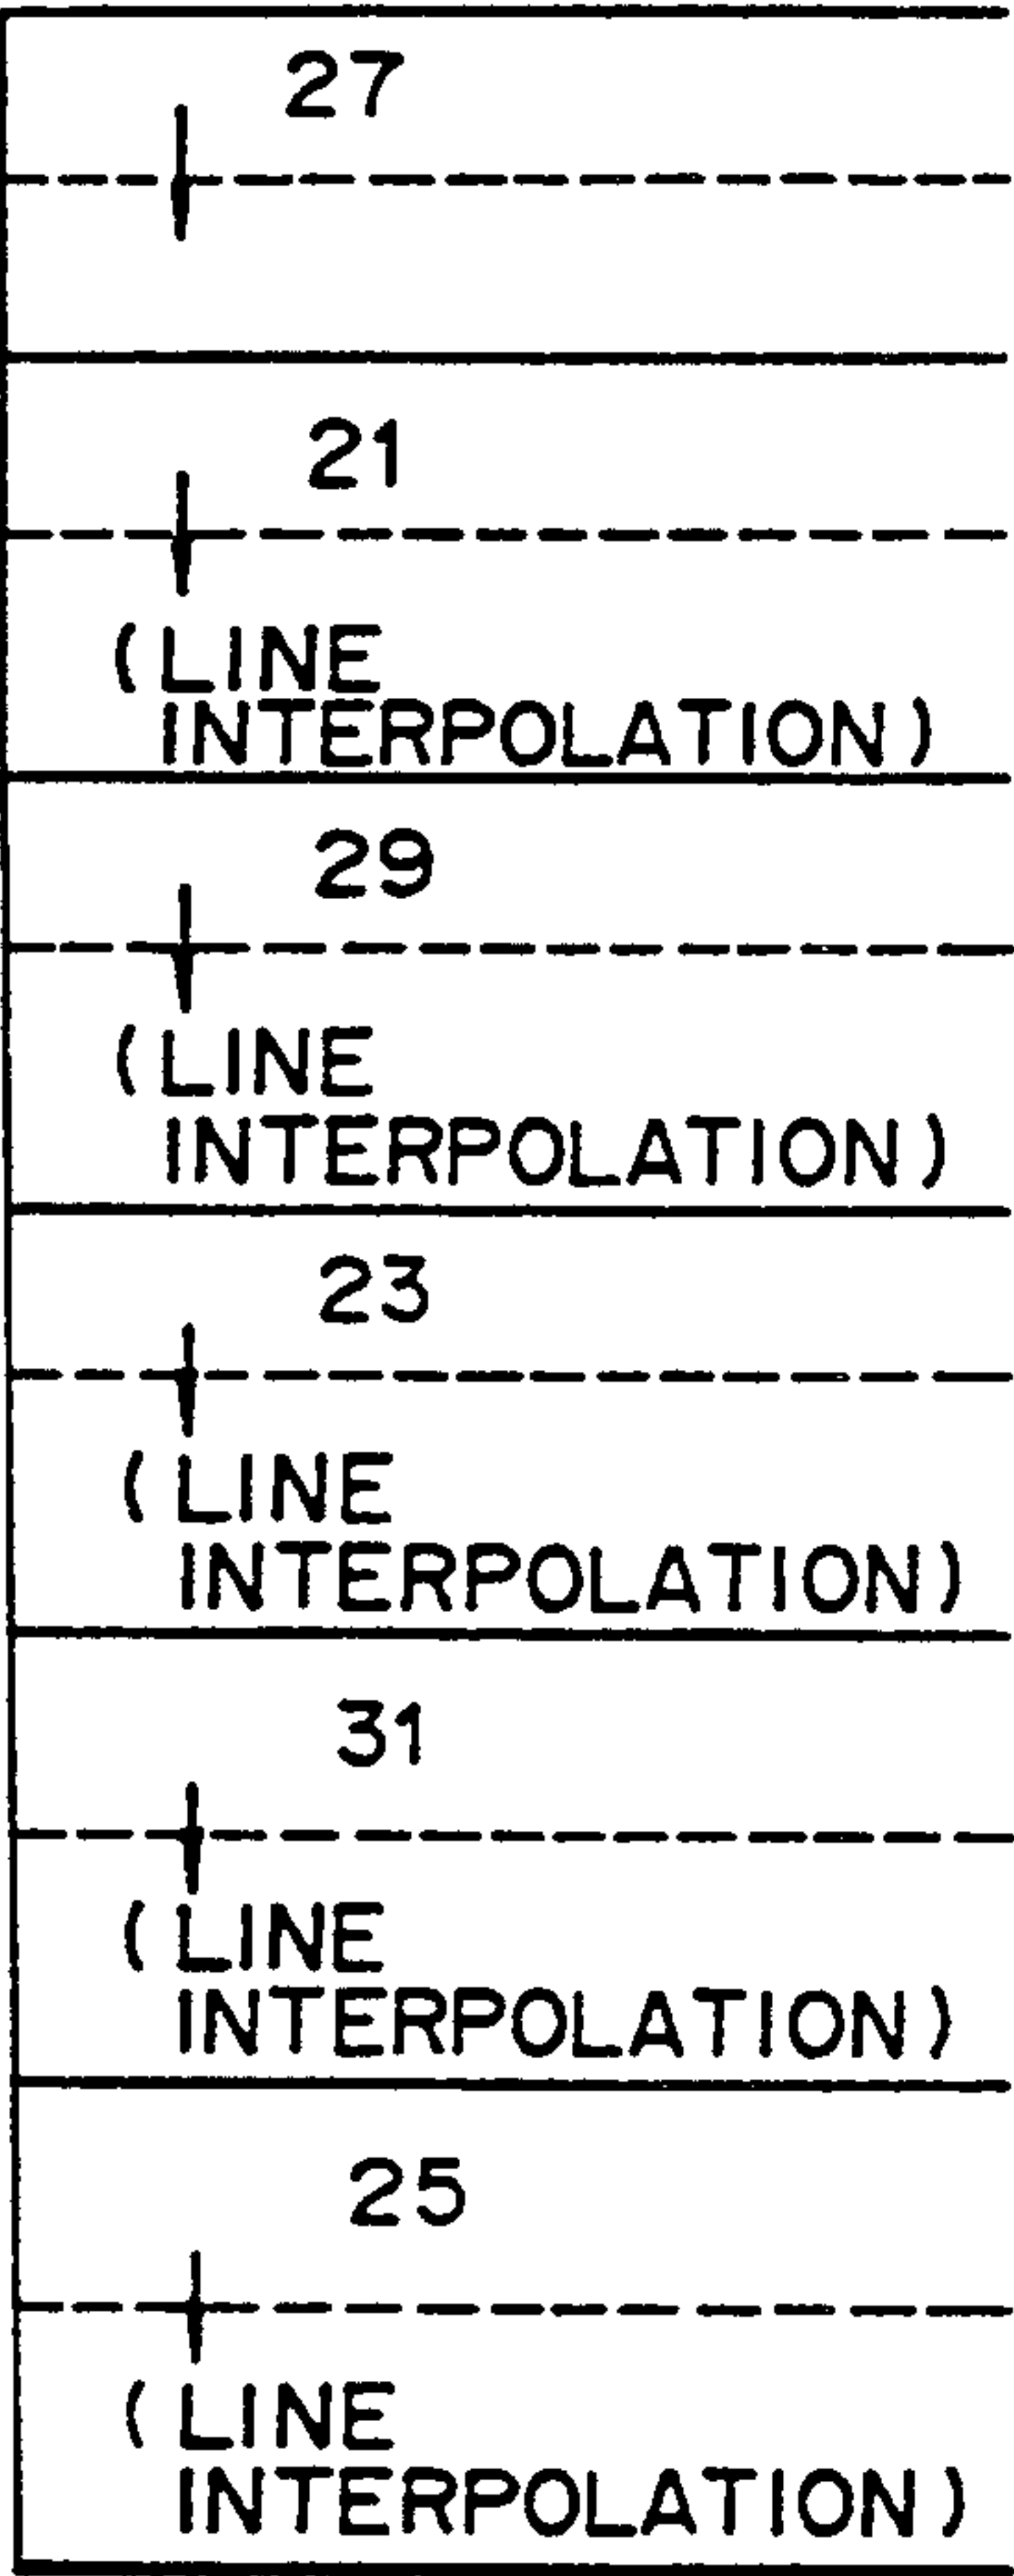 27
21
(LINE
INTERPOLATION)
29
(LINE
INTERPOLATION)
23
(LINE
INTERPOLATION)
31
(LINE
INTERPOLATION)
25
(LINE
INTERPOLATION)